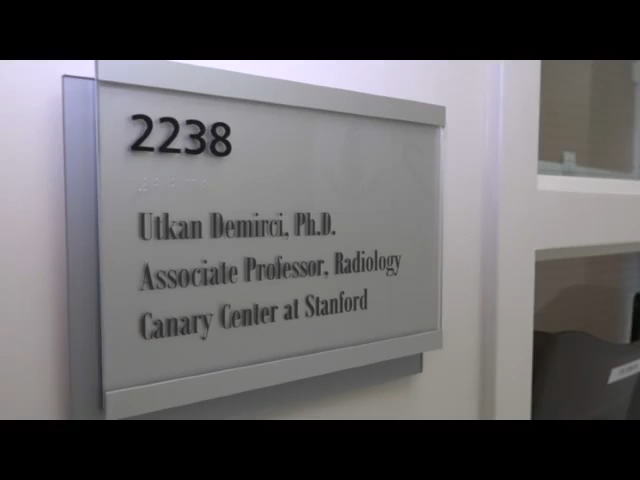 2238
Utkan Demirci, Ph.D.
Associate Professor, Radiology
Canary Center at Stanford